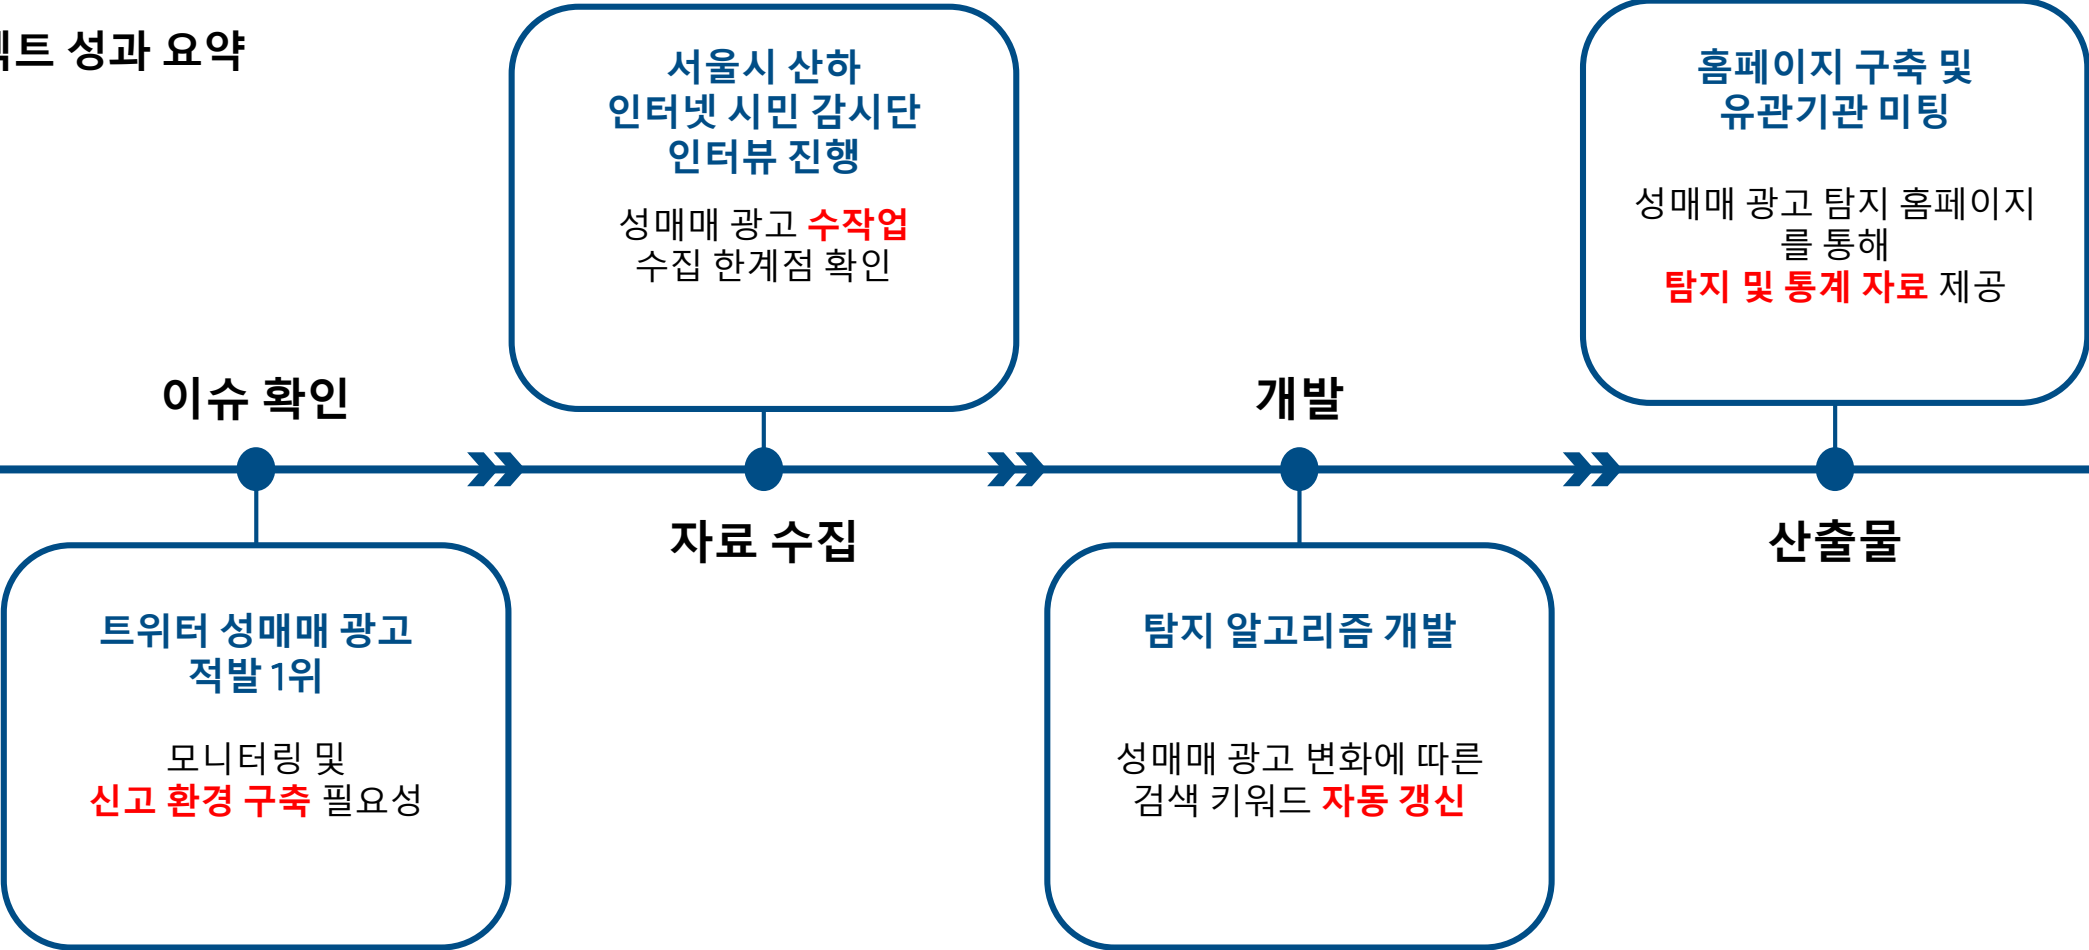 성과 요약
서울시 산하
인터넷 시민 감시단
인터뷰 진행
성매매 광고 수작업
수집 한계점 확인
홈페이지 구축 및
유관기관 미팅
성매매 광고 탐지 홈페이지
를 통해
탐지 및 통계 자료 제공
이슈 확인
개발
자료 수집
산출물
트위터 성매매 광고
적발 1위
모니터링 및
신고 환경 구축 필요성
탐지 알고리즘 개발
성매매 광고 변화에 따른
검색 키워드 자동 갱신